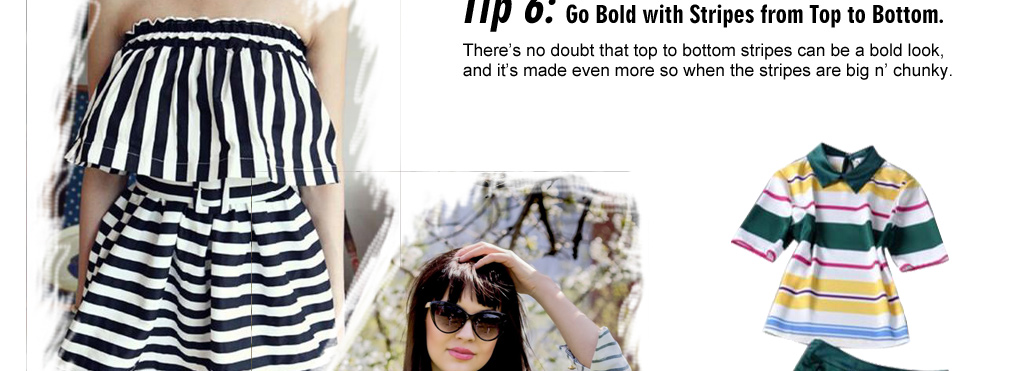 Tip 6: Go Bold with Stripes from Top to Bottom.
There's no doubt that top to bottom stripes can be a bold look,
and it's made even more so when the stripes are big n' chunky.